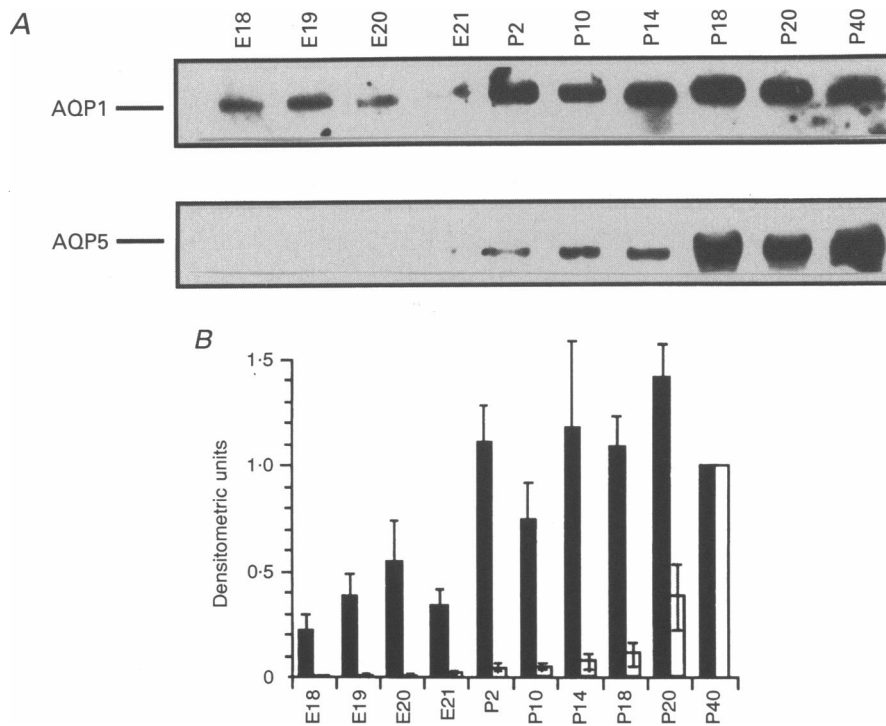 A
E18 E19 E20 E21 P2 P10 P14 P18 P20 P40
AQP1
AQP5
B
1·5
1·0
0·5
0
Densitometric units
E18 E19 E20 E21 P2 P10 P14 P18 P20 P40